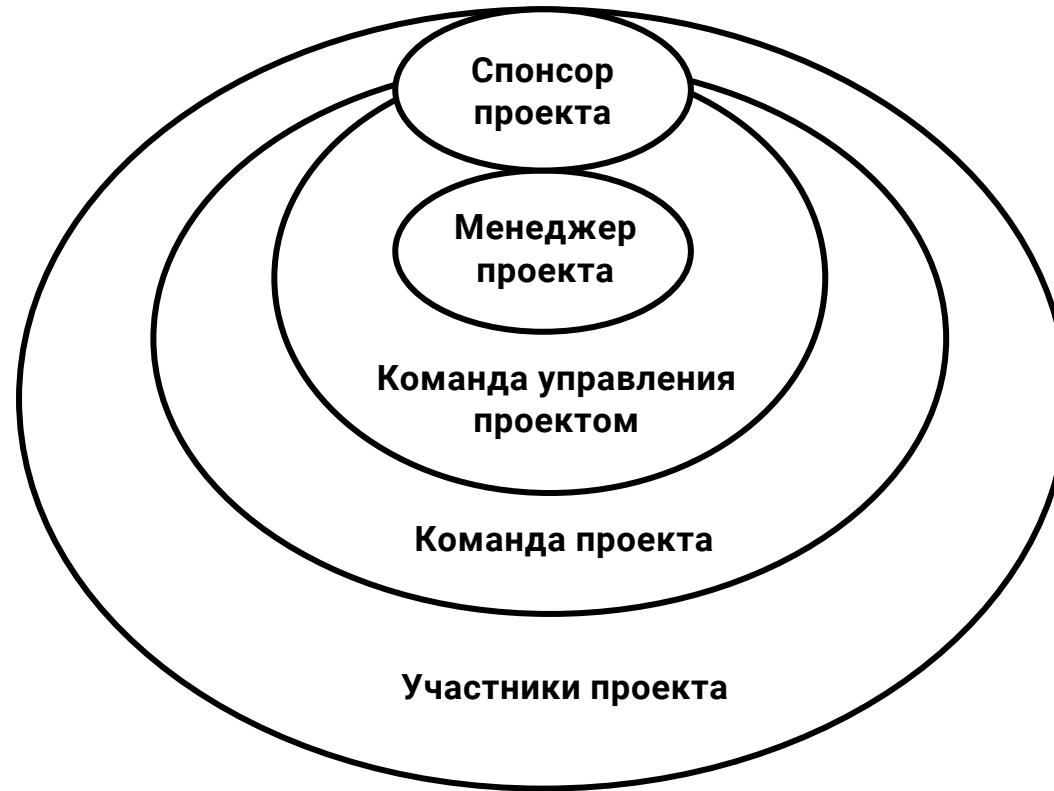 Спонсор
проекта
Менеджер
проекта
Команда управления
проектом
Команда проекта
Участники проекта